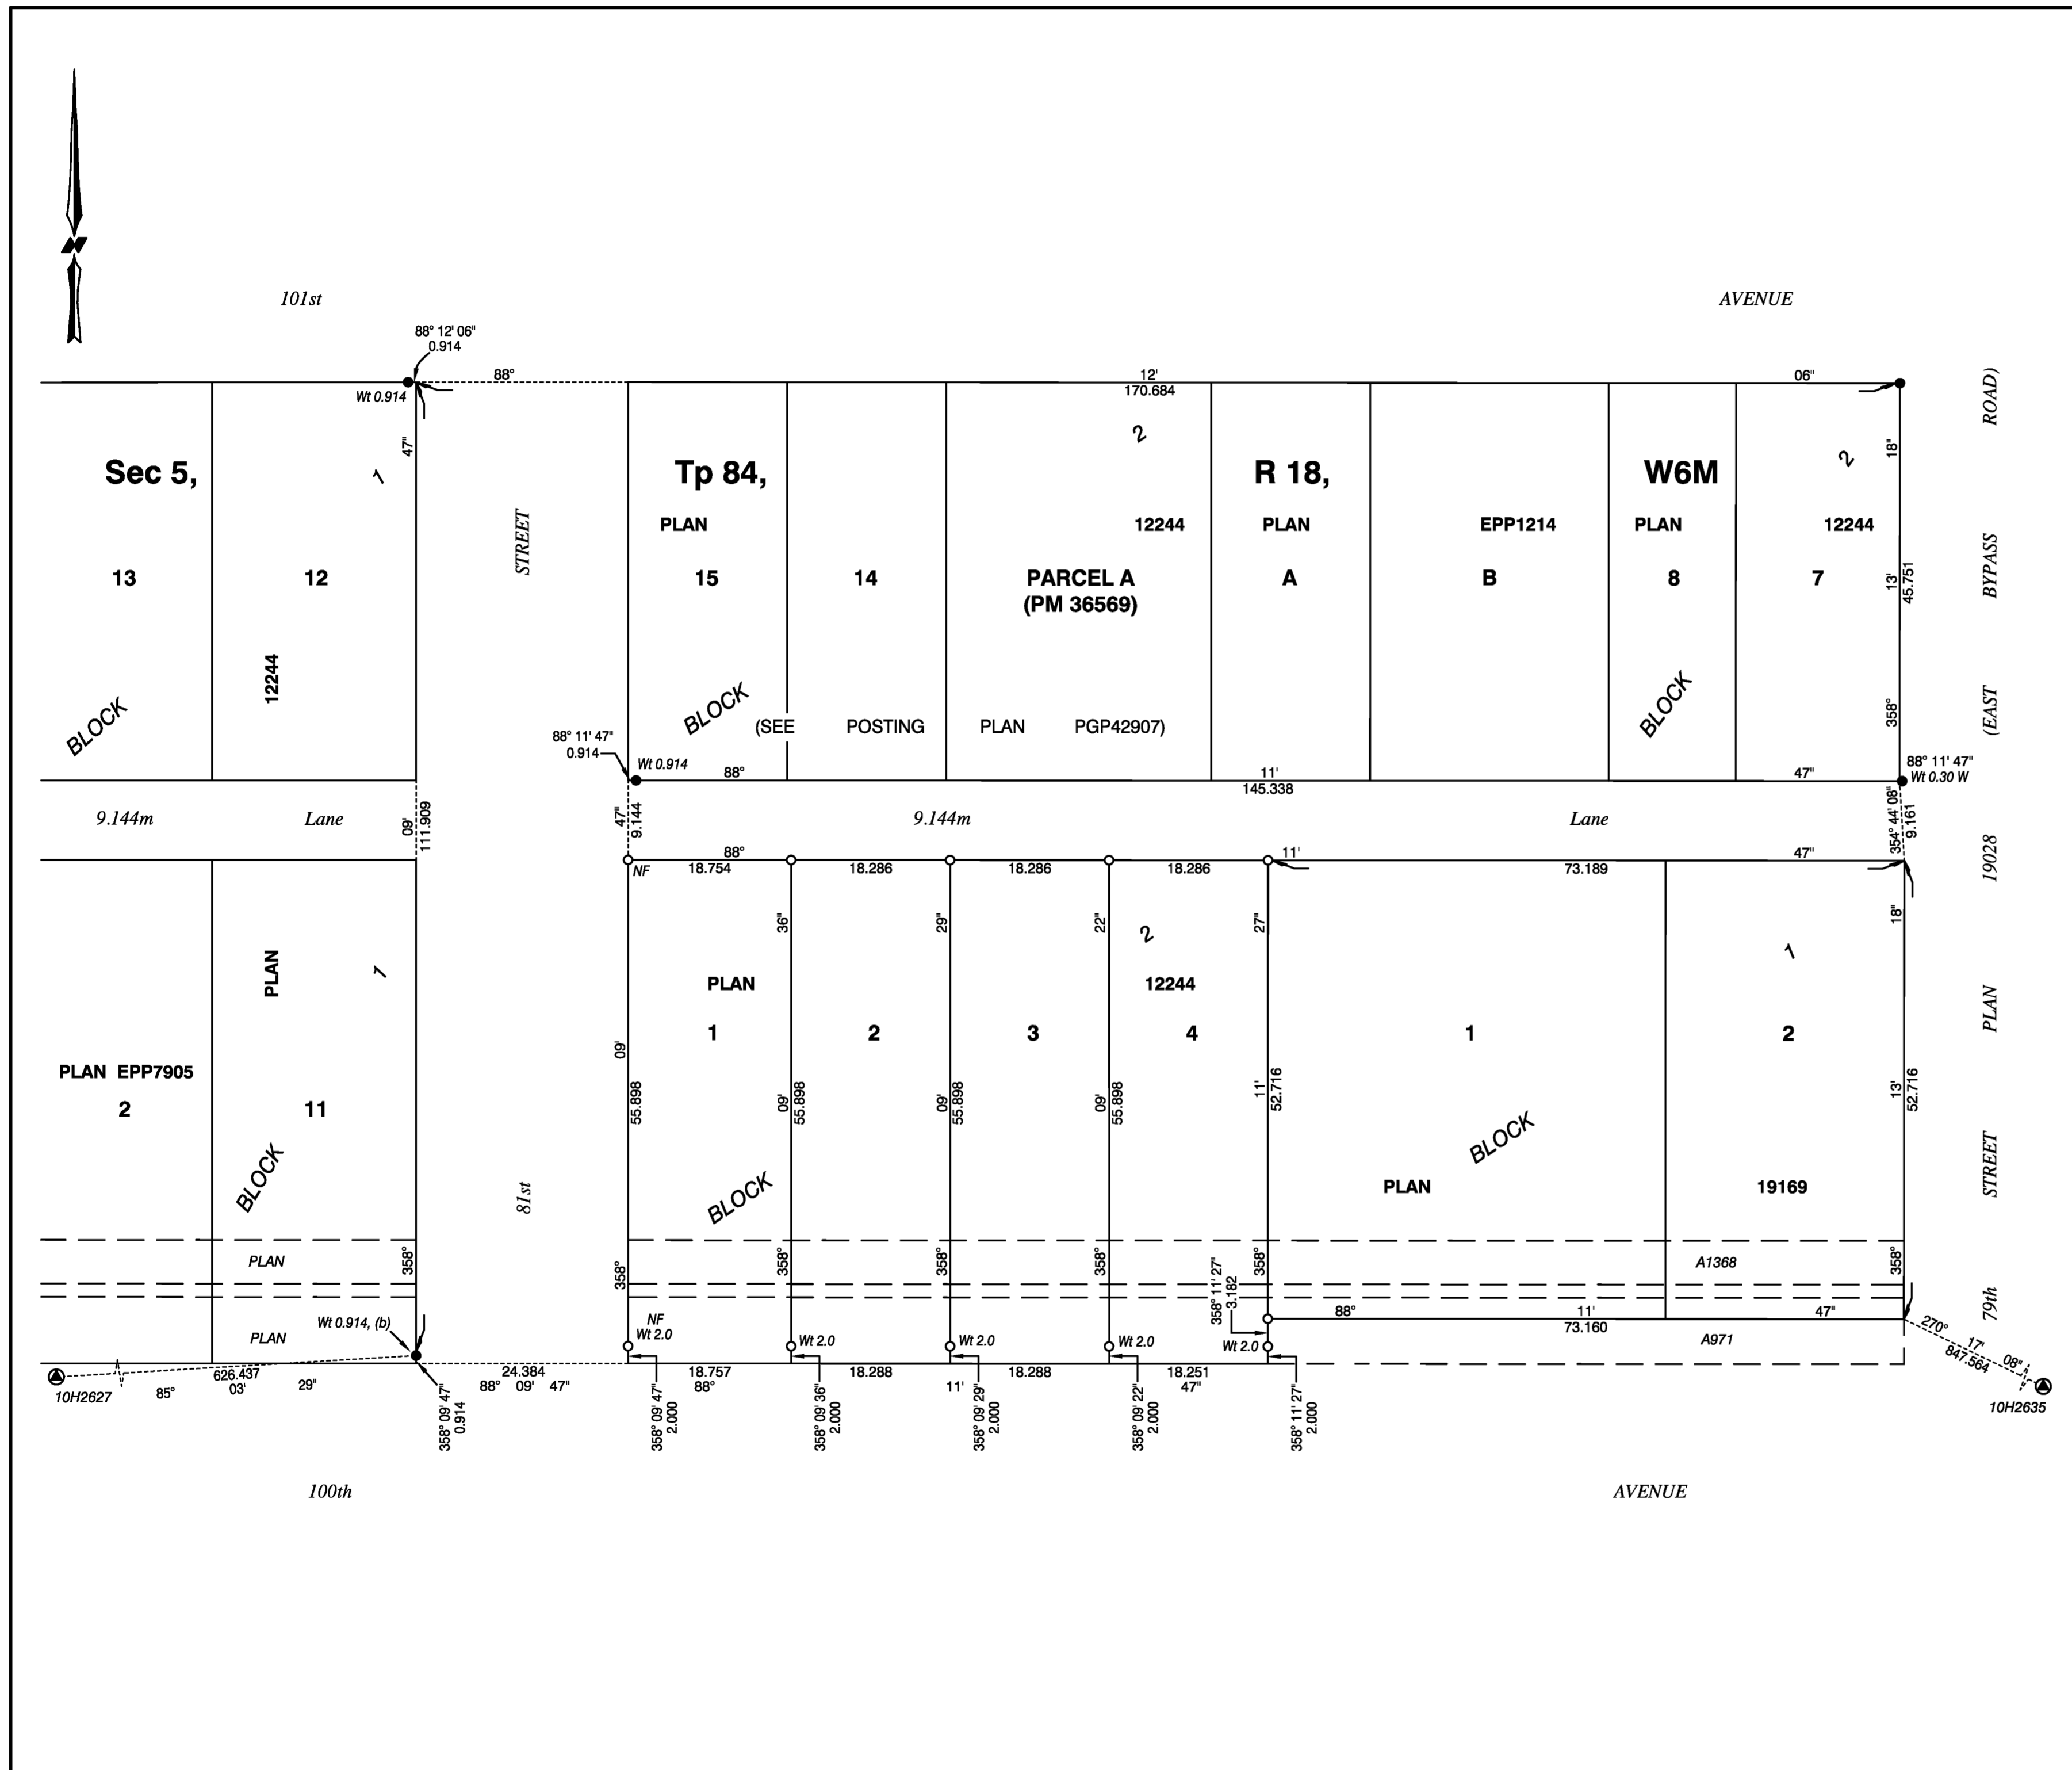 101st
AVENUE
88° 12' 06"
0.914
88°
12'
170.684
06"
Wt 0.914
47"
Sec 5,
1
Tp 84,
2
R 18,
W6M
2
18"
ROAD)
STREET
PLAN
12244
PLAN
EPP1214
PLAN
12244
BYPASS
13
12
15
14
PARCEL A
(PM 36569)
A
B
8
7
13'
45.751
12244
BLOCK
BLOCK
(SEE
POSTING
PLAN
PGP42907)
BLOCK
358°
(EAST
88° 11' 47"
0.914
Wt 0.914
88°
11'
145.338
47"
88° 11' 47"
Wt 0.30 W
9.144m
Lane
09'
111.909
47"
9.144
9.144m
Lane
354° 44' 08"
9.161
19028
NF
88°
18.754
18.286
18.286
18.286
11'
73.189
47"
36"
29"
22"
27"
18"
PLAN
1
PLAN
2
12244
1
PLAN
1
2
3
4
1
2
09'
PLAN EPP7905
2
11
55.898
09'
55.898
09'
55.898
09'
55.898
11'
52.716
13'
52.716
BLOCK
81st
BLOCK
BLOCK
PLAN
19169
STREET
PLAN
358°
358°
358°
358°
358°
358°
A1368
358°
358° 11' 27"
3.182
79th
Wt 0.914, (b)
PLAN
NF
Wt 2.0
Wt 2.0
Wt 2.0
Wt 2.0
Wt 2.0
88°
11'
73.160
47"
A971
270°
17'
08"
847.564
10H2627
85°
626.437
03'
29"
24.384
88° 09' 47"
18.757
88°
18.288
18.288
11'
18.251
47"
10H2635
358° 09' 47"
0.914
358° 09' 47"
2.000
358° 09' 36"
2.000
358° 09' 29"
2.000
358° 09' 22"
2.000
358° 11' 27"
2.000
100th
AVENUE